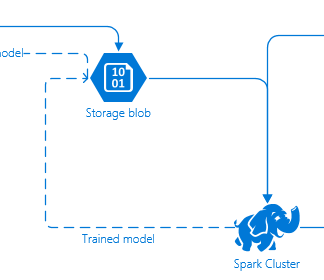 model
10
01
Storage blob
Trained model
Spark Cluster